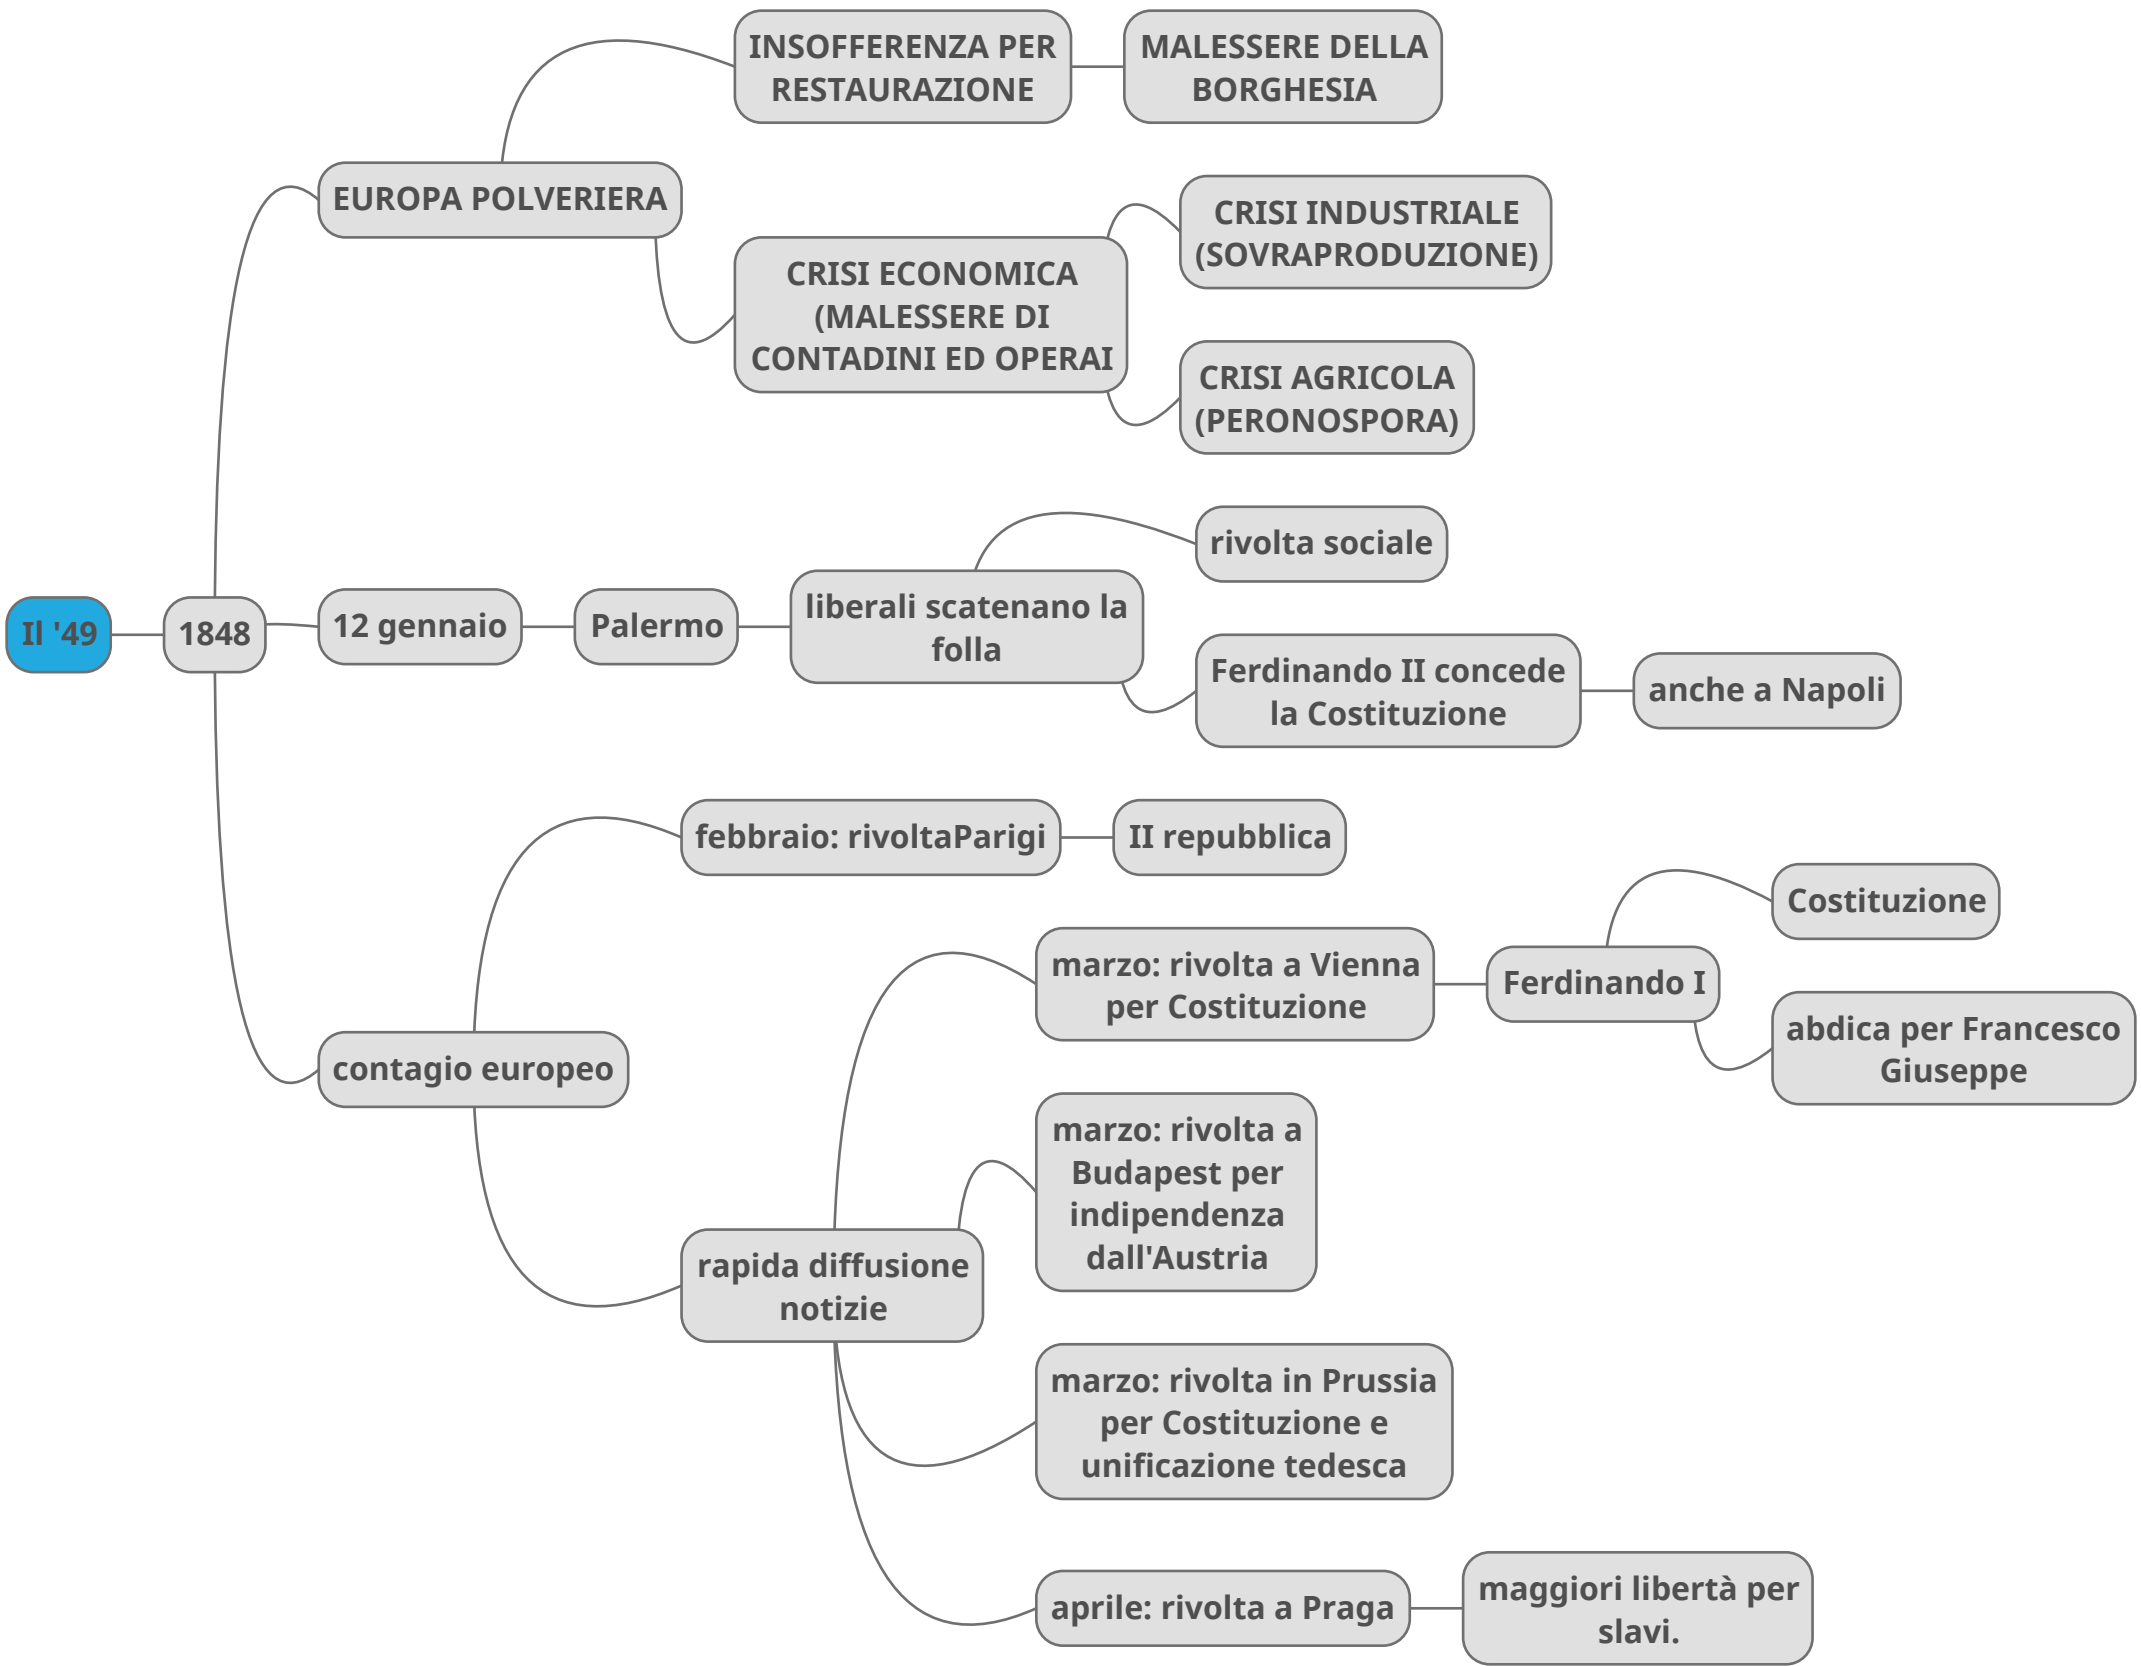 INSOFFERENZA PER
RESTAURAZIONE
MALESSERE DELLA
BORGHESIA
EUROPA POLVERIERA
CRISI ECONOMICA
(MALESSERE DI
CONTADINI ED OPERAI
CRISI INDUSTRIALE
(SOVRAPRODUZIONE)
CRISI AGRICOLA
(PERONOSPORA)
Il '49
1848
12 gennaio
Palermo
liberali scatenano la
folla
rivolta sociale
Ferdinando II concede
la Costituzione
anche a Napoli
contagio europeo
febbraio: rivoltaParigi
II repubblica
rapida diffusione
notizie
marzo: rivolta a Vienna
per Costituzione
Ferdinando I
Costituzione
abdica per Francesco
Giuseppe
marzo: rivolta a
Budapest per
indipendenza
dall'Austria
marzo: rivolta in Prussia
per Costituzione e
unificazione tedesca
aprile: rivolta a Praga
maggiori libertà per
slavi.